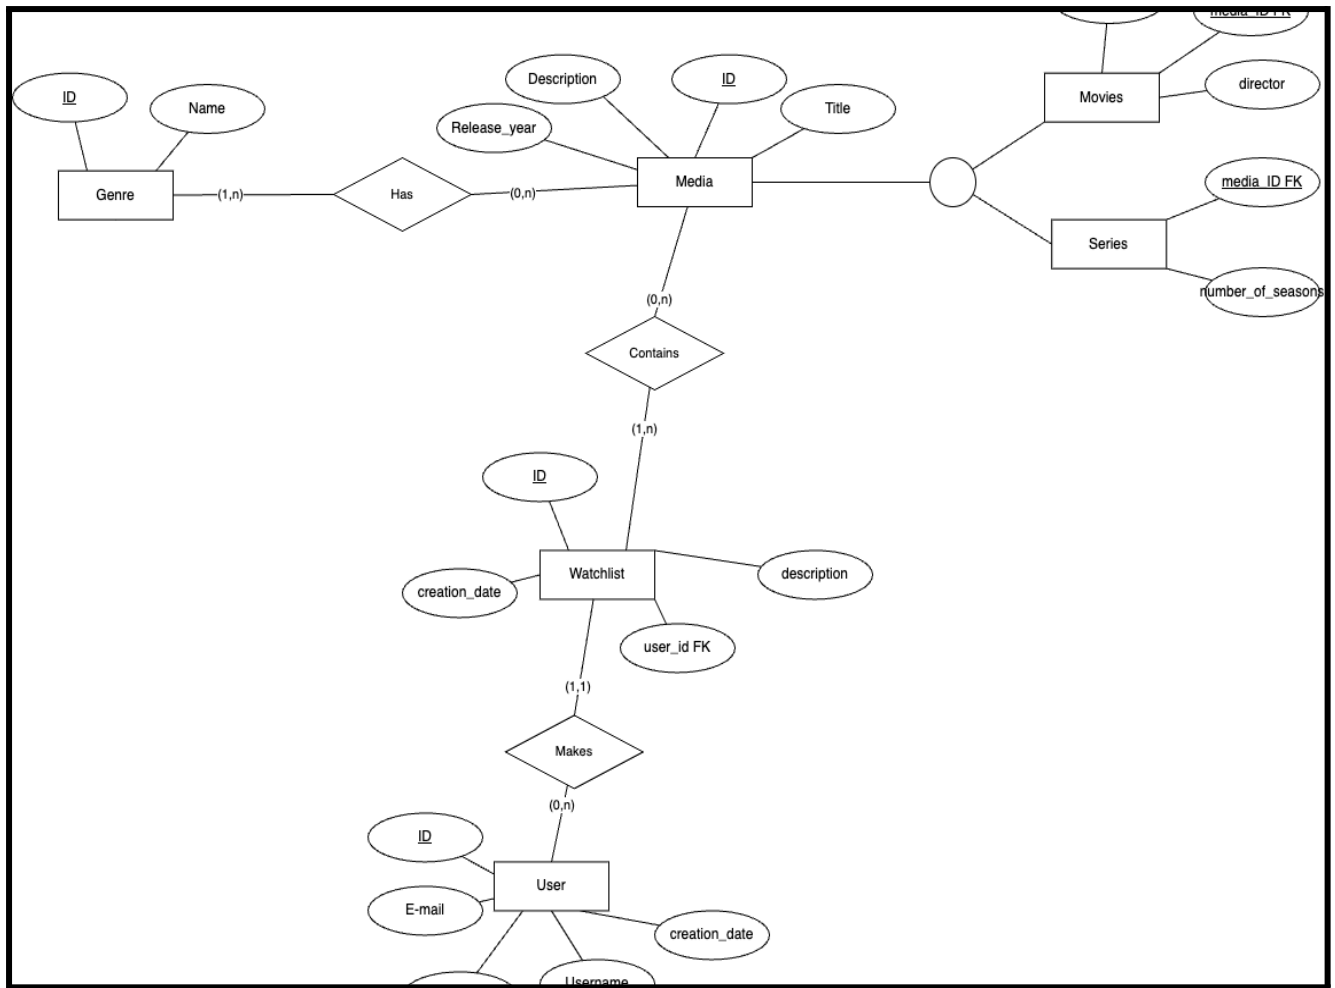 media_ID FK
Description
ID
ID
Name
Title
Release_year
Movies
director
Genre
(1,n)
Has
(0,n)
Media
media_ID FK
Series
number_of_seasons
(0,n)
Contains
(1,n)
ID
Watchlist
description
creation_date
user_id FK
(1,1)
Makes
(0,n)
ID
User
E-mail
creation_date
Username